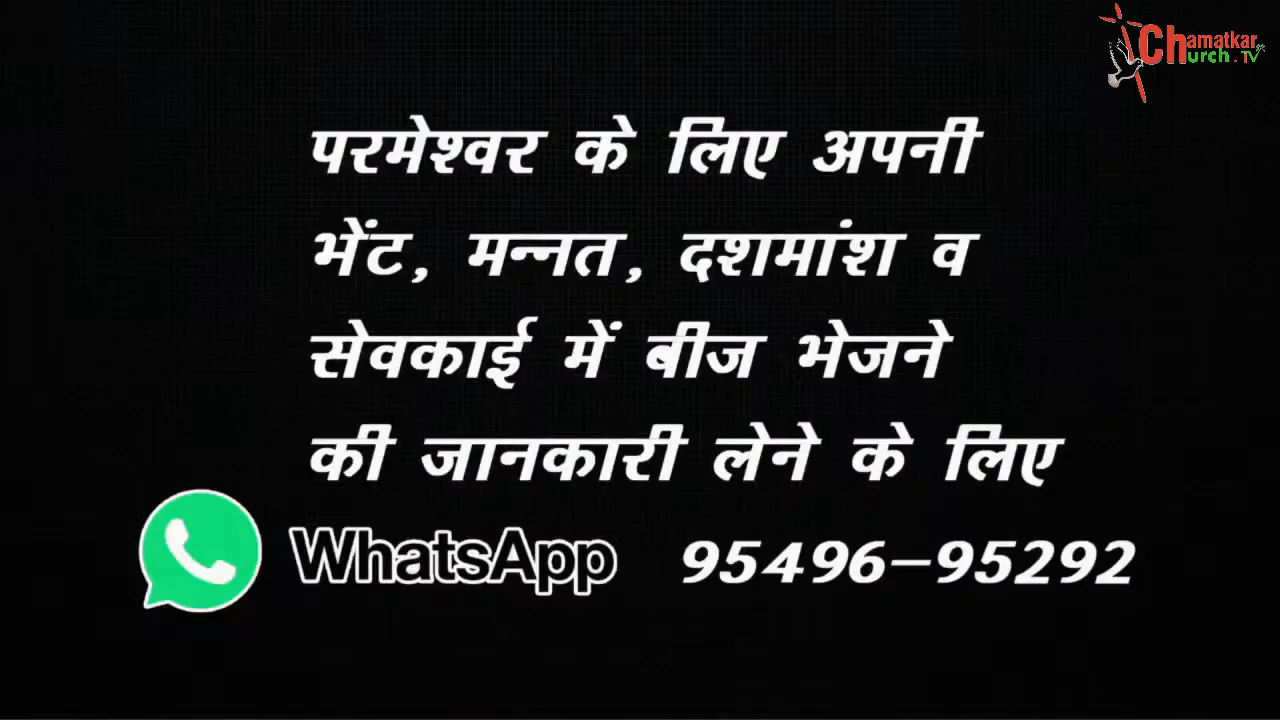 Chamatkar
Church.TV
परमेश्वर के लिए अपनी
भेंट, मन्नत, दशमांश व
सेवकाई में बीज भेजने
की जानकारी लेने के लिए
WhatsApp 95496-95292